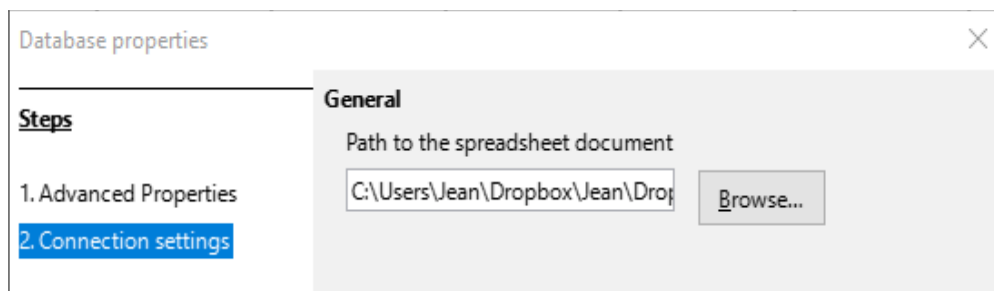 Database properties
Steps
1. Advanced Properties
2. Connection settings
General
Path to the spreadsheet document
C:\Users\Jean\Dropbox\Jean\Drop
Browse...